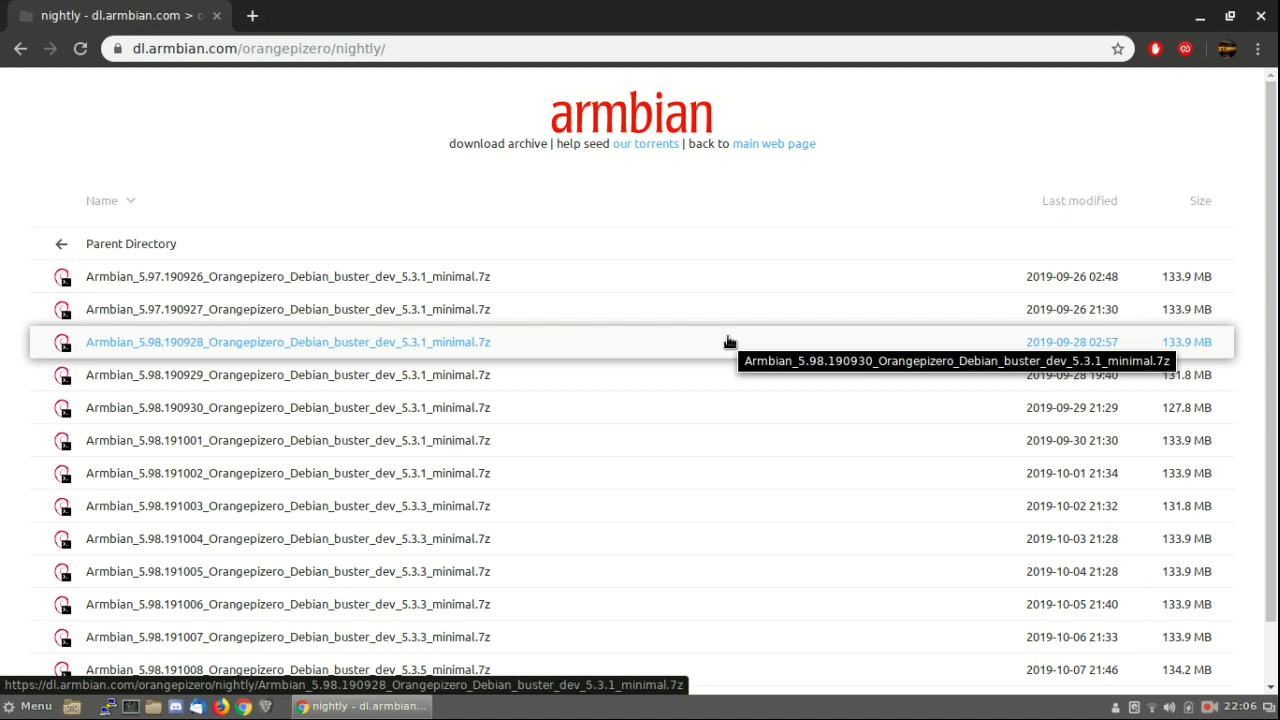 nightly - dl.armbian.com > o
dl.armbian.com/orangepizero/nightly/
armbian
download archive | help seed our torrents | back to main web page
Name Last modified Size
Parent Directory
Armbian_5.97.190926_Orangepizero_Debian_buster_dev_5.3.1_minimal.7z 2019-09-26 02:48 133.9 MB
Armbian_5.97.190927_Orangepizero_Debian_buster_dev_5.3.1_minimal.7z 2019-09-26 21:30 133.9 MB
Armbian_5.98.190928_Orangepizero_Debian_buster_dev_5.3.1_minimal.7z 2019-09-28 02:57 133.9 MB
Armbian_5.98.190930_Orangepizero_Debian_buster_dev_5.3.1_minimal.7z
Armbian_5.98.190929_Orangepizero_Debian_buster_dev_5.3.1_minimal.7z 2019-09-28 19:40 131.8 MB
Armbian_5.98.190930_Orangepizero_Debian_buster_dev_5.3.1_minimal.7z 2019-09-29 21:29 127.8 MB
Armbian_5.98.191001_Orangepizero_Debian_buster_dev_5.3.1_minimal.7z 2019-09-30 21:30 133.9 MB
Armbian_5.98.191002_Orangepizero_Debian_buster_dev_5.3.1_minimal.7z 2019-10-01 21:34 133.9 MB
Armbian_5.98.191003_Orangepizero_Debian_buster_dev_5.3.3_minimal.7z 2019-10-02 21:32 131.8 MB
Armbian_5.98.191004_Orangepizero_Debian_buster_dev_5.3.3_minimal.7z 2019-10-03 21:28 133.9 MB
Armbian_5.98.191005_Orangepizero_Debian_buster_dev_5.3.3_minimal.7z 2019-10-04 21:28 133.9 MB
Armbian_5.98.191006_Orangepizero_Debian_buster_dev_5.3.3_minimal.7z 2019-10-05 21:40 133.9 MB
Armbian_5.98.191007_Orangepizero_Debian_buster_dev_5.3.3_minimal.7z 2019-10-06 21:33 133.9 MB
Armbian_5.98.191008_Orangepizero_Debian_buster_dev_5.3.5_minimal.7z 2019-10-07 21:46 134.2 MB
https://dl.armbian.com/orangepizero/nightly/Armbian_5.98.190928_Orangepizero_Debian_buster_dev_5.3.1_minimal.7z
Menu nightly - dl.armbian... 22:06